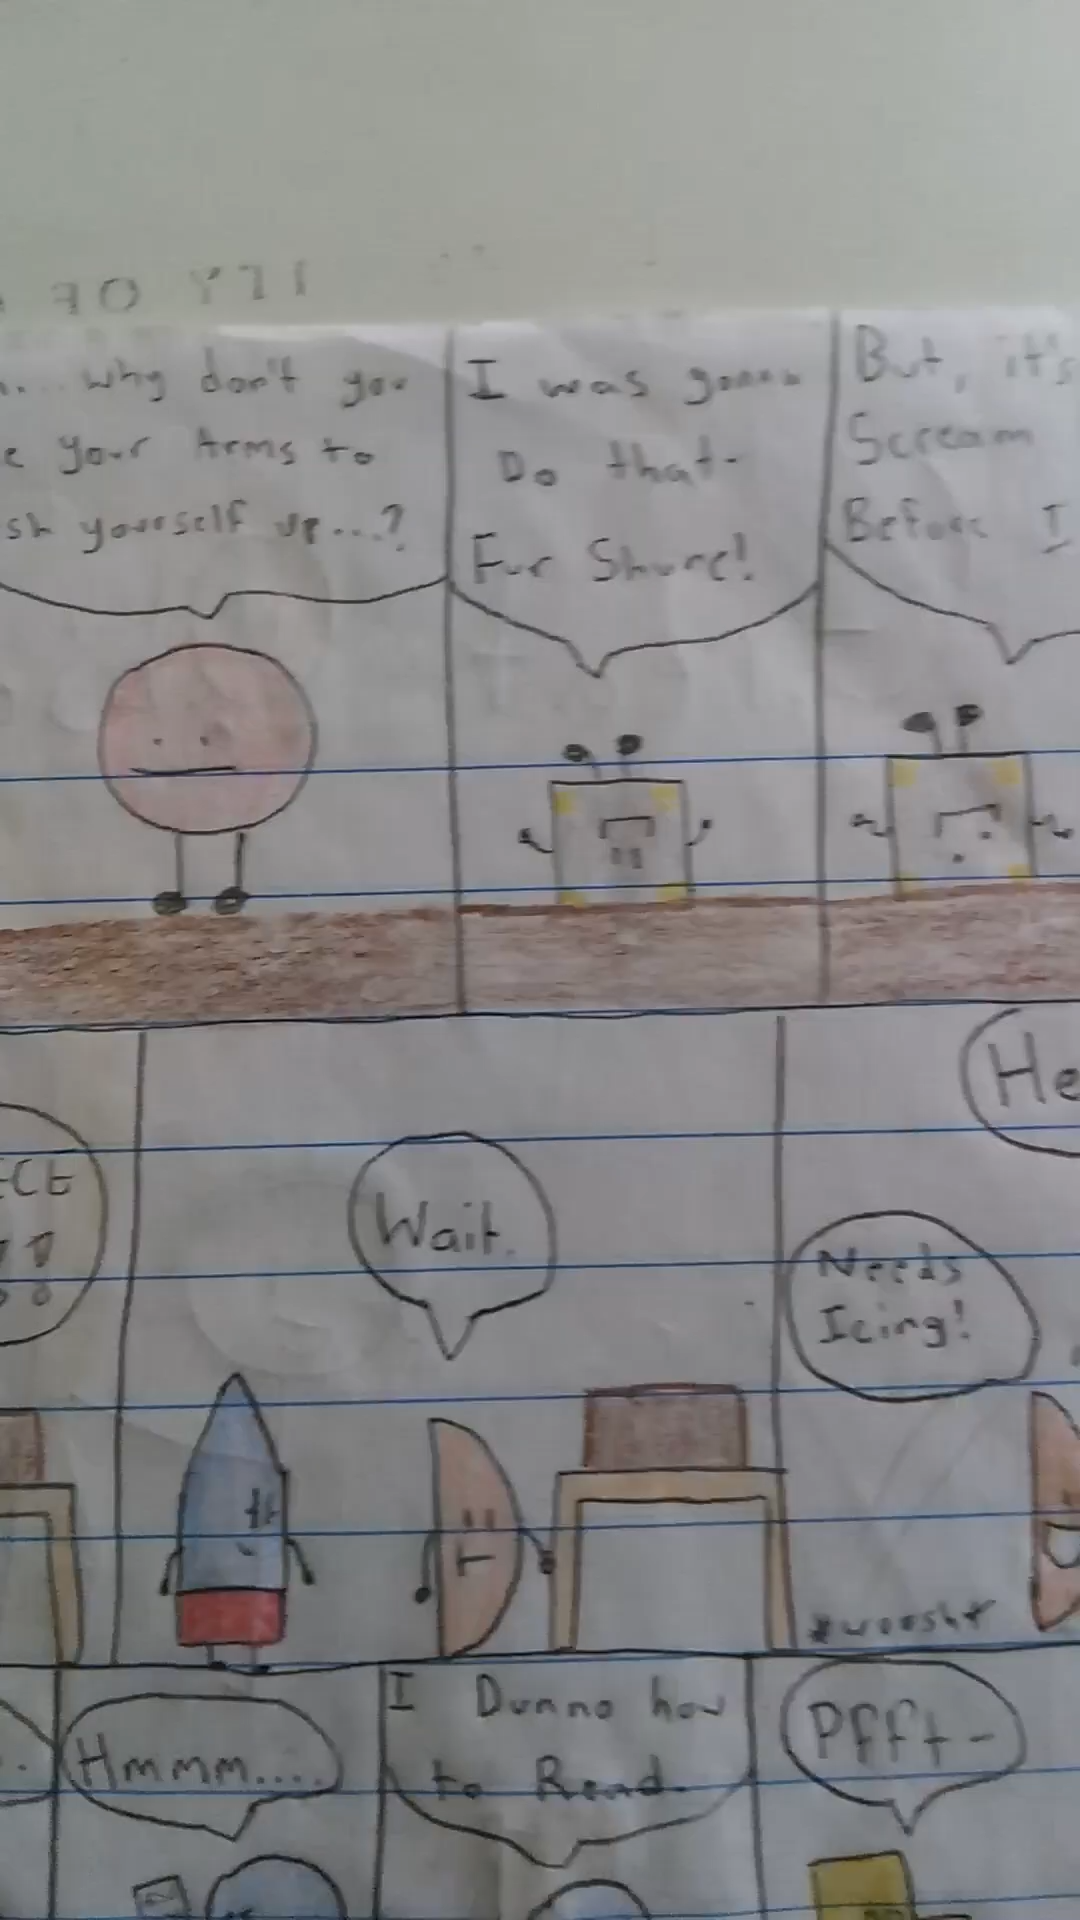 why don't you
your Arms to
yourself up...?
I was gonna
Do that-
Fur Shure!
But, it's
Scream
Before I
Wait.
He
Needs
Icing!
*woosh*
Hmmm....
I Dunno how
to Read.
Pfft-